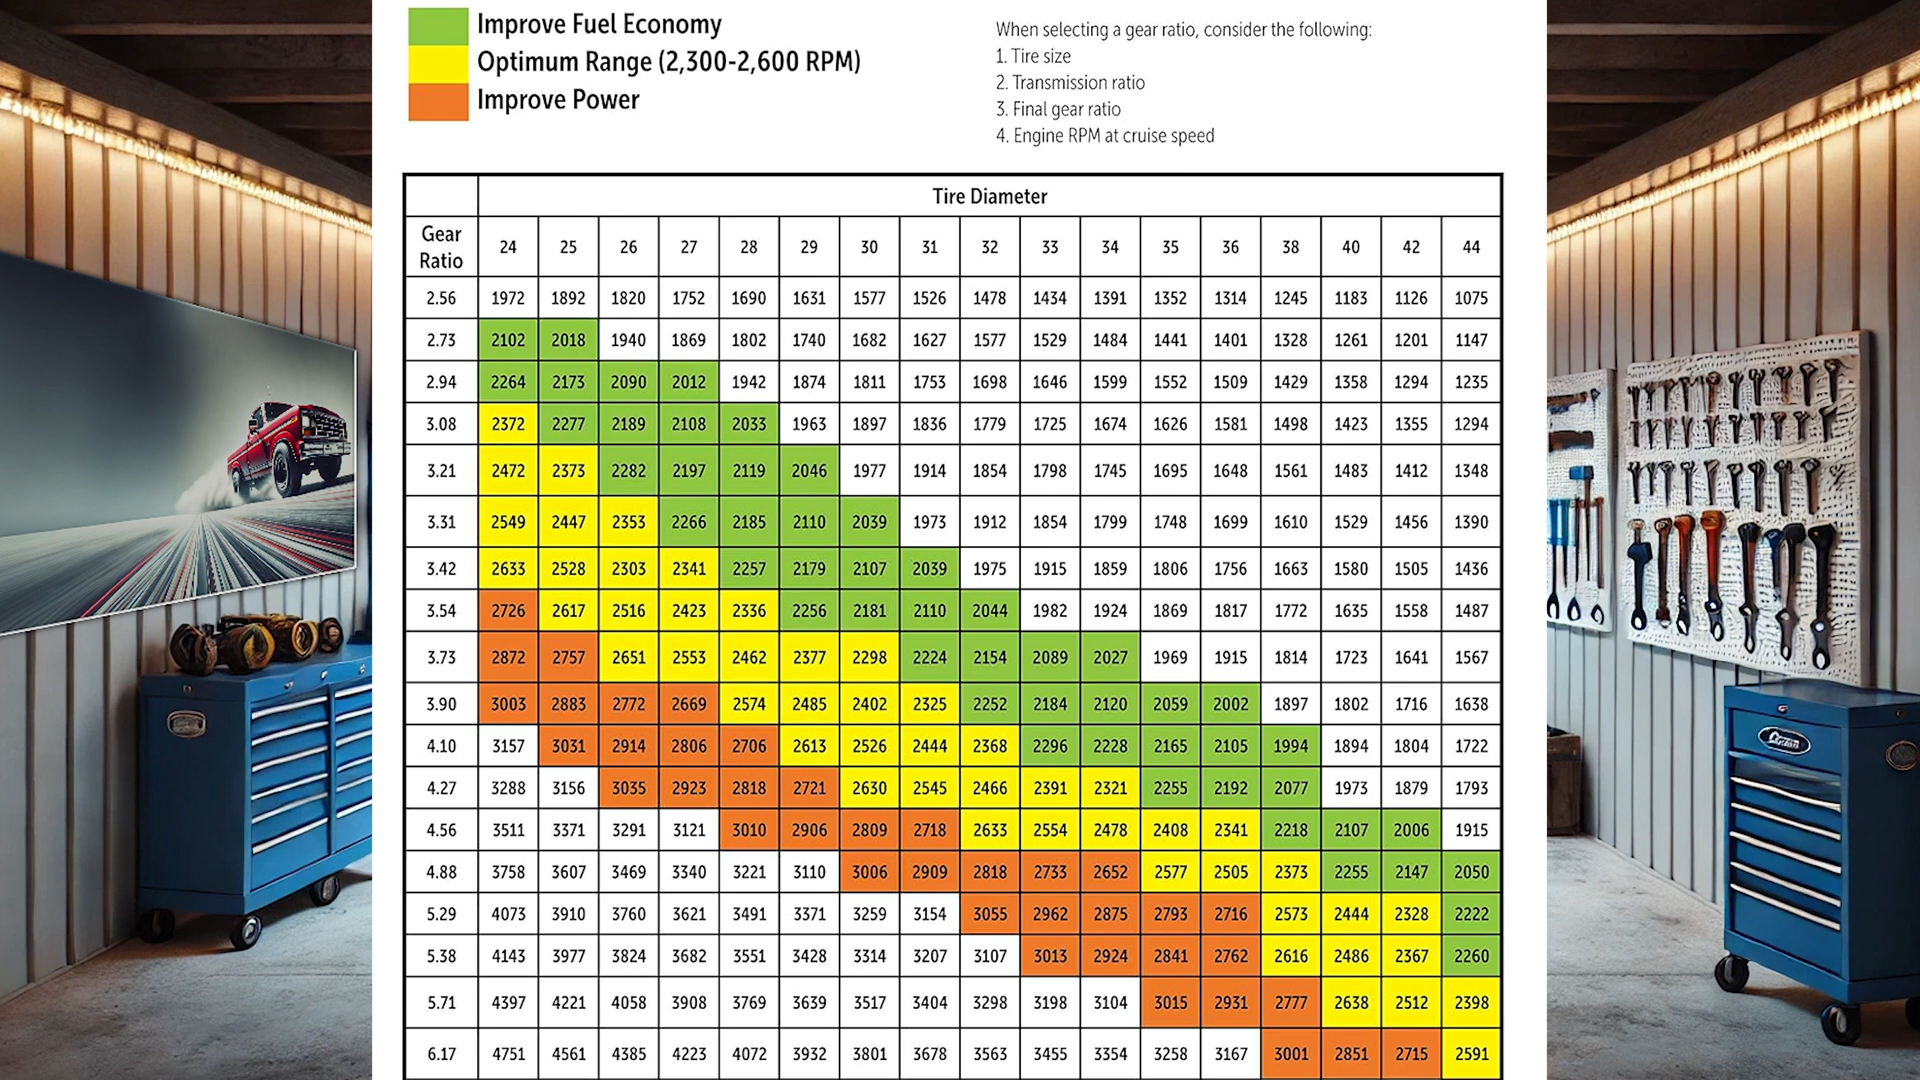 Improve Fuel Economy
Optimum Range (2,300-2,600 RPM)
Improve Power
When selecting a gear ratio, consider the following:
1. Tire size
2. Transmission ratio
3. Final gear ratio
4. Engine RPM at cruise speed
Tire Diameter
Gear Ratio 24 25 26 27 28 29 30 31 32 33 34 35 36 38 40 42 44
2.56 1972 1892 1820 1752 1690 1631 1577 1526 1478 1434 1391 1352 1314 1245 1183 1126 1075
2.73 2102 2018 1940 1869 1802 1740 1682 1627 1577 1529 1484 1441 1401 1328 1261 1201 1147
2.94 2264 2173 2090 2012 1942 1874 1811 1753 1698 1646 1599 1552 1509 1429 1358 1294 1235
3.08 2372 2277 2189 2108 2033 1963 1897 1836 1779 1725 1674 1626 1581 1498 1423 1355 1294
3.21 2472 2373 2282 2197 2119 2046 1977 1914 1854 1798 1745 1695 1648 1561 1483 1412 1348
3.31 2549 2447 2353 2266 2185 2110 2039 1973 1912 1854 1799 1748 1699 1610 1529 1456 1390
3.42 2633 2528 2303 2341 2257 2179 2107 2039 1975 1915 1859 1806 1756 1663 1580 1505 1436
3.54 2726 2617 2516 2423 2336 2256 2181 2110 2044 1982 1924 1869 1817 1772 1635 1558 1487
3.73 2872 2757 2651 2553 2462 2377 2298 2224 2154 2089 2027 1969 1915 1814 1723 1641 1567
3.90 3003 2883 2772 2669 2574 2485 2402 2325 2252 2184 2120 2059 2002 1897 1802 1716 1638
4.10 3157 3031 2914 2806 2706 2613 2526 2444 2368 2296 2228 2165 2105 1994 1894 1804 1722
4.27 3288 3156 3035 2923 2818 2721 2630 2545 2466 2391 2321 2255 2192 2077 1973 1879 1793
4.56 3511 3371 3291 3121 3010 2906 2809 2718 2633 2554 2478 2408 2341 2218 2107 2006 1915
4.88 3758 3607 3469 3340 3221 3110 3006 2909 2818 2733 2652 2577 2505 2373 2255 2147 2050
5.29 4073 3910 3760 3621 3491 3371 3259 3154 3055 2962 2875 2793 2716 2573 2444 2328 2222
5.38 4143 3977 3824 3682 3551 3428 3314 3207 3107 3013 2924 2841 2762 2616 2486 2367 2260
5.71 4397 4221 4058 3908 3769 3639 3517 3404 3298 3198 3104 3015 2931 2777 2638 2512 2398
6.17 4751 4561 4385 4223 4072 3932 3801 3678 3563 3455 3354 3258 3167 3001 2851 2715 2591